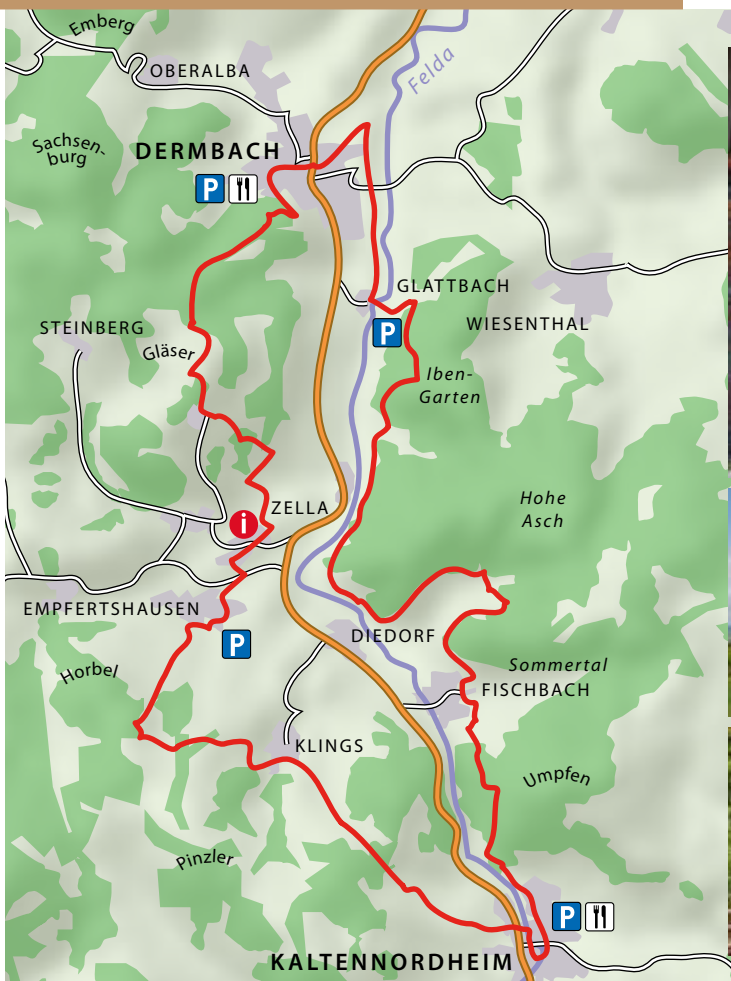 Emberg
OBERALBA
Felda
Sachsen-
burg
DERMBACH
P
GLATTBACH
P
WIESENTHAL
STEINBERG
Gläser
Iben-
Garten
Hohe
Asch
ZELLA
i
EMPFERTSHAUSEN
P
DIEDORF
Horbel
Sommertal
FISCHBACH
KLINGS
Umpfen
Pinzler
P
KALTENNORDHEIM